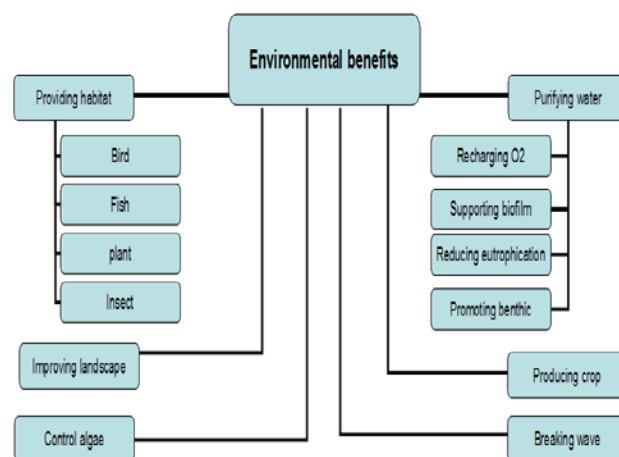 Environmental benefits
Providing habitat
Bird
Fish
plant
Insect
Improving landscape
Control algae
Purifying water
Recharging O2
Supporting biofilm
Reducing eutrophication
Promoting benthic
Producing crop
Breaking wave